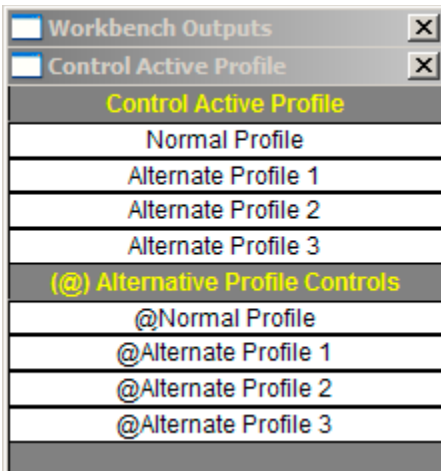 Workbench Outputs
Control Active Profile
Control Active Profile
Normal Profile
Alternate Profile 1
Alternate Profile 2
Alternate Profile 3
(@) Alternative Profile Controls
@Normal Profile
@Alternate Profile 1
@Alternate Profile 2
@Alternate Profile 3